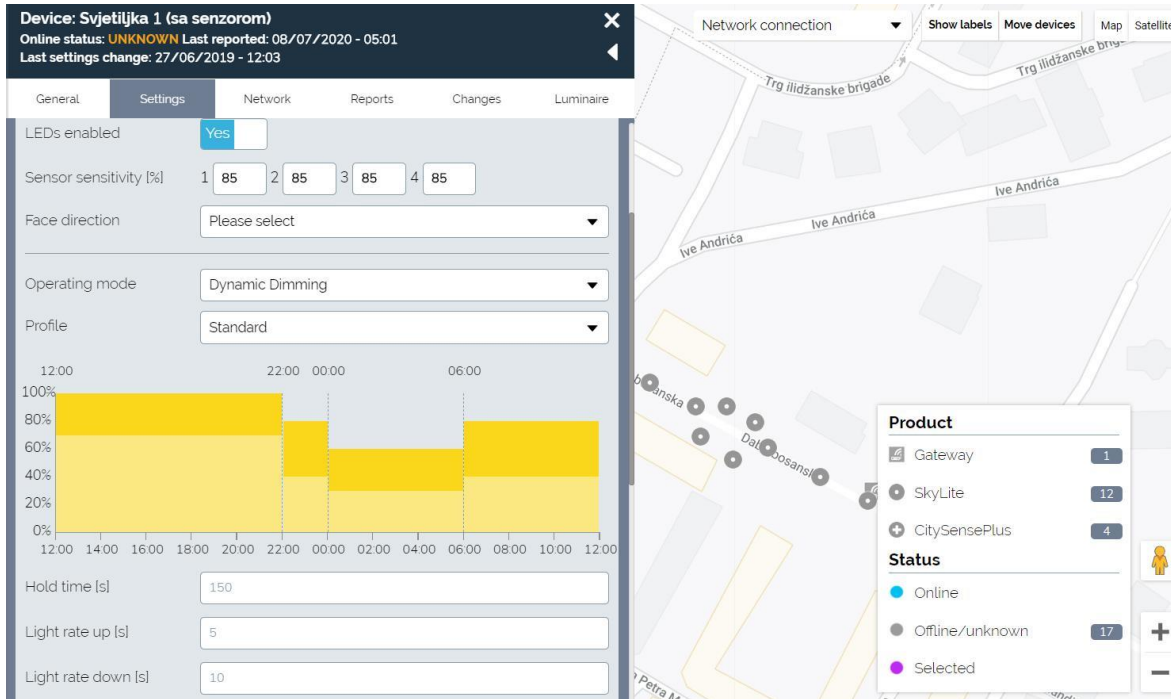 Device: Svjetiljka 1 (sa senzorom)
Online status: UNKNOWN Last reported: 08/07/2020 - 05:01
Last settings change: 27/06/2019 - 12:03
General Settings Network Reports Changes Luminaire
LEDs enabled Yes
Sensor sensitivity [%] 1 85 2 85 3 85 4 85
Face direction Please select
Operating mode Dynamic Dimming
Profile Standard
12:00 22:00 00:00 06:00
100%
80%
60%
40%
20%
0%
12:00 14:00 16:00 18:00 20:00 22:00 00:00 02:00 04:00 06:00 08:00 10:00 12:00
Hold time [s] 150
Light rate up [s] 5
Light rate down [s] 10
Network connection Show labels Move devices Map Satellite
Trg ilidžanske brigade
Trg ilidžanske
Ive Andrića
Ive Andrića
Ive Andrića
Product
Gateway 1
SkyLite 12
CitySensePlus 4
Status
Online
Offline/unknown 17
Selected
Petra